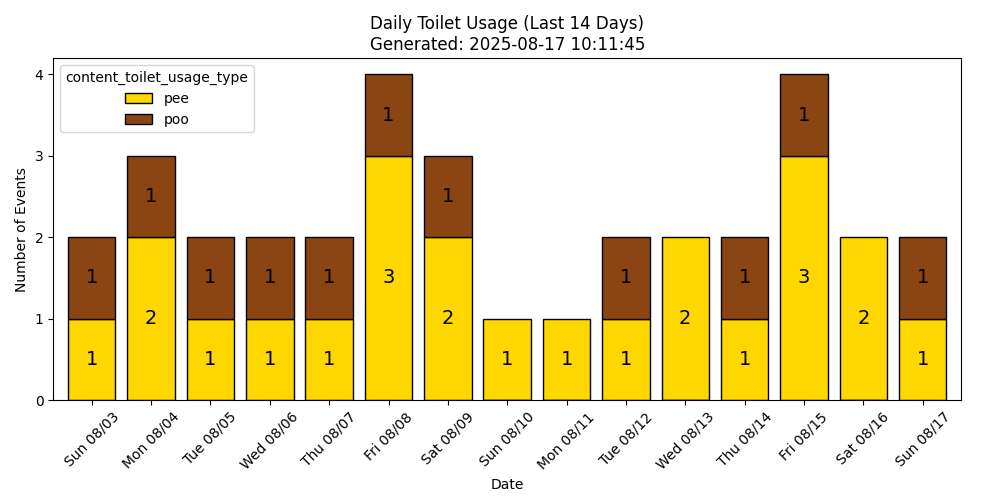 Daily Toilet Usage (Last 14 Days)
Generated: 2025-08-17 10:11:45
content_toilet_usage_type
pee
poo
Number of Events
4
3
2
1
0
1
1
1
1
1
1
1
1
1
1
1
1
2
1
1
1
3
2
1
1
1
2
1
3
2
1
Sun 08/03
Mon 08/04
Tue 08/05
Wed 08/06
Thu 08/07
Fri 08/08
Sat 08/09
Sun 08/10
Mon 08/11
Tue 08/12
Wed 08/13
Thu 08/14
Fri 08/15
Sat 08/16
Sun 08/17
Date